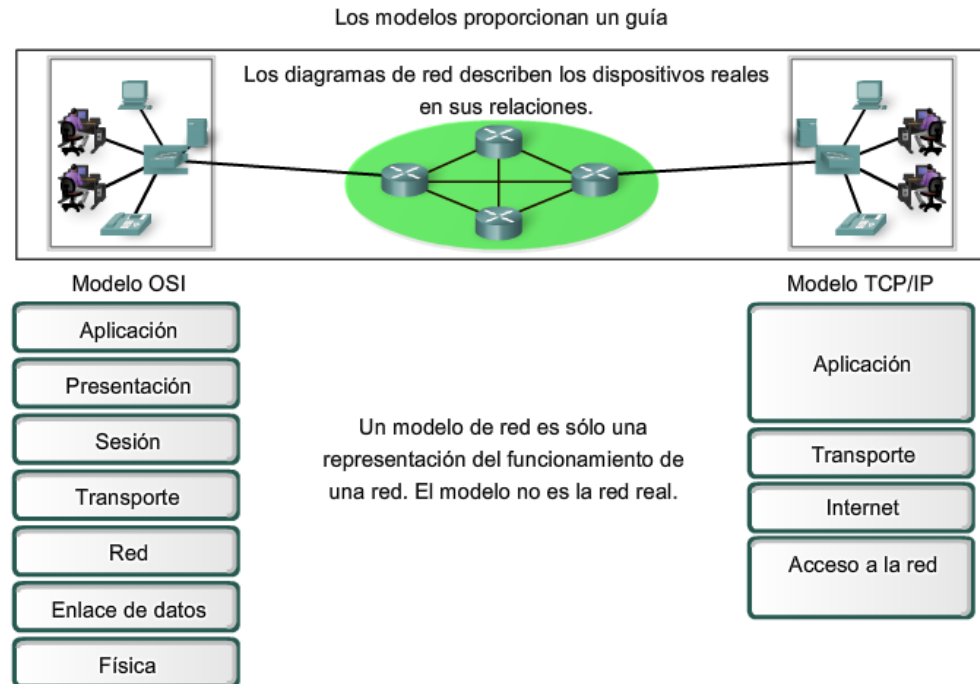 Los modelos proporcionan un guía
Los diagramas de red describen los dispositivos reales
en sus relaciones.
Modelo OSI
Aplicación
Presentación
Sesión
Transporte
Red
Enlace de datos
Física
Un modelo de red es sólo una
representación del funcionamiento de
una red. El modelo no es la red real.
Modelo TCP/IP
Aplicación
Transporte
Internet
Acceso a la red